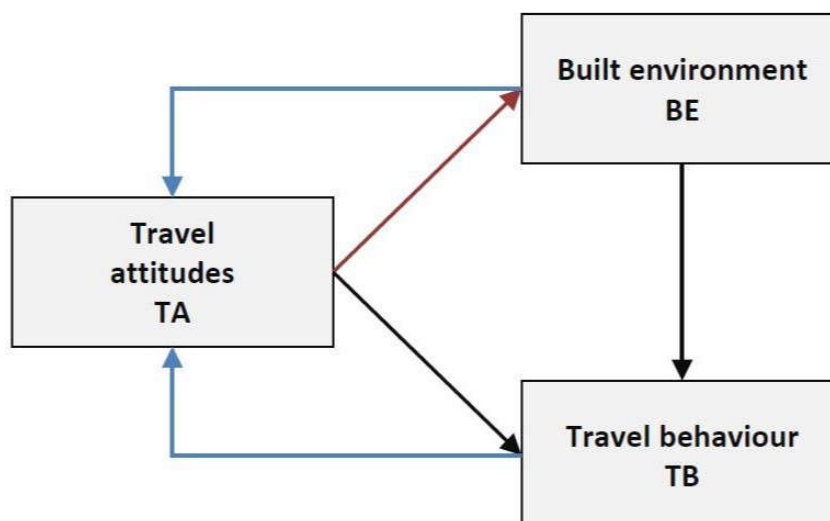 Built environment
BE
Travel
attitudes
TA
Travel behaviour
TB